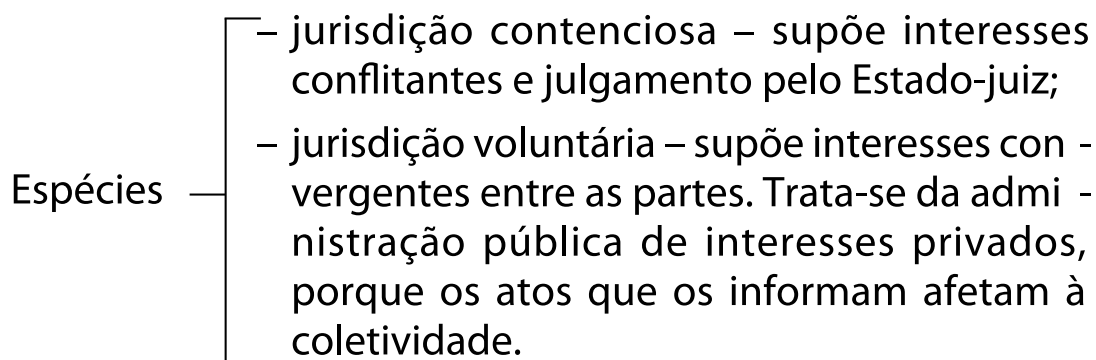 – jurisdição contenciosa – supõe interesses
conflitantes e julgamento pelo Estado-juiz;
– jurisdição voluntária – supõe interesses con -
Espécies
vergentes entre as partes. Trata-se da admi -
nistração pública de interesses privados,
porque os atos que os informam afetam à
coletividade.